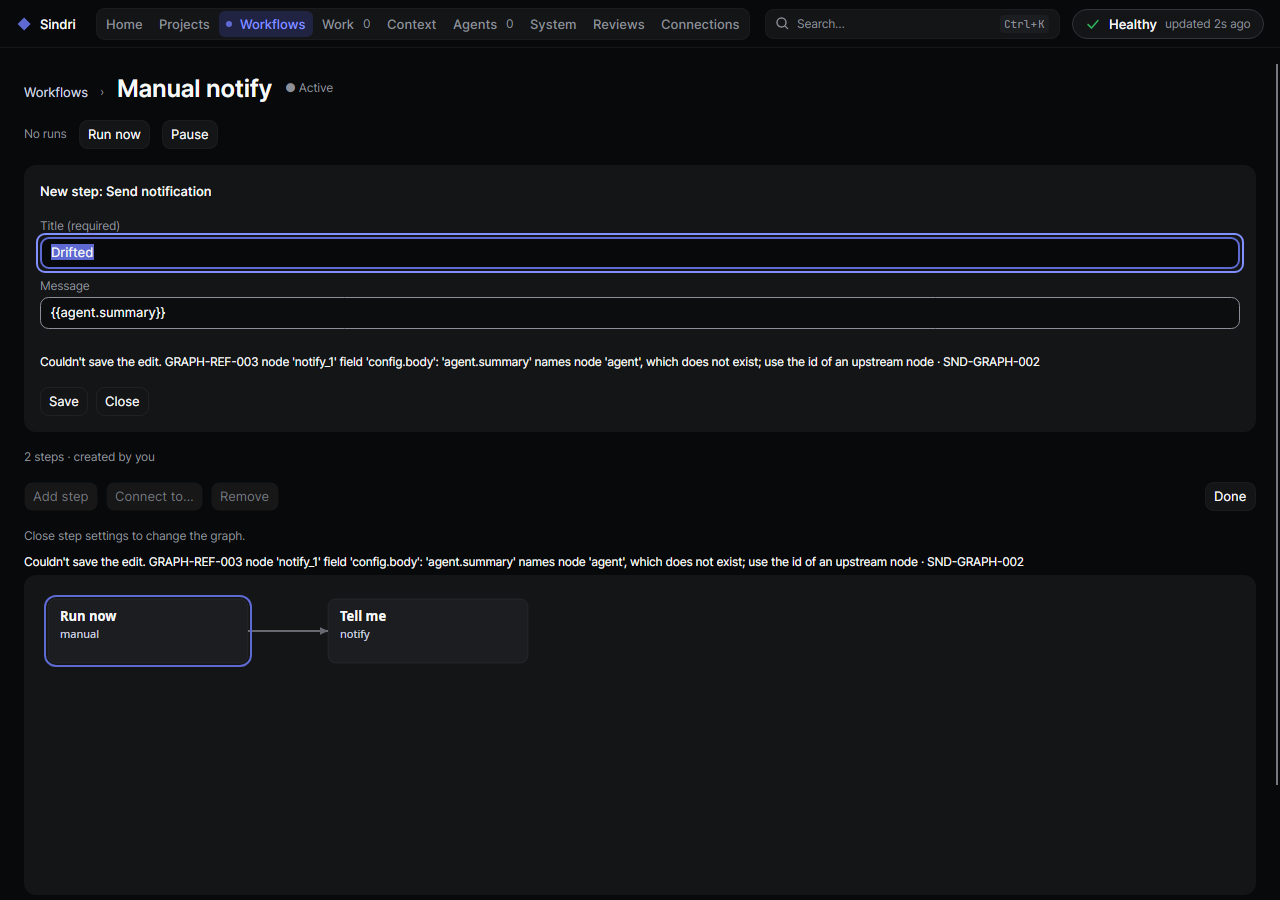 Sindri Home Projects Workflows Work 0 Context Agents 0 System Reviews Connections Search... Ctrl+K Healthy updated 2s ago
Workflows › Manual notify Active
No runs Run now Pause
New step: Send notification
Title (required)
Drifted
Message
{{agent.summary}}
Couldn't save the edit. GRAPH-REF-003 node 'notify_1' field 'config.body': 'agent.summary' names node 'agent', which does not exist; use the id of an upstream node · SND-GRAPH-002
Save Close
2 steps · created by you
Add step Connect to... Remove Done
Close step settings to change the graph.
Couldn't save the edit. GRAPH-REF-003 node 'notify_1' field 'config.body': 'agent.summary' names node 'agent', which does not exist; use the id of an upstream node · SND-GRAPH-002
Run now Tell me
manual notify